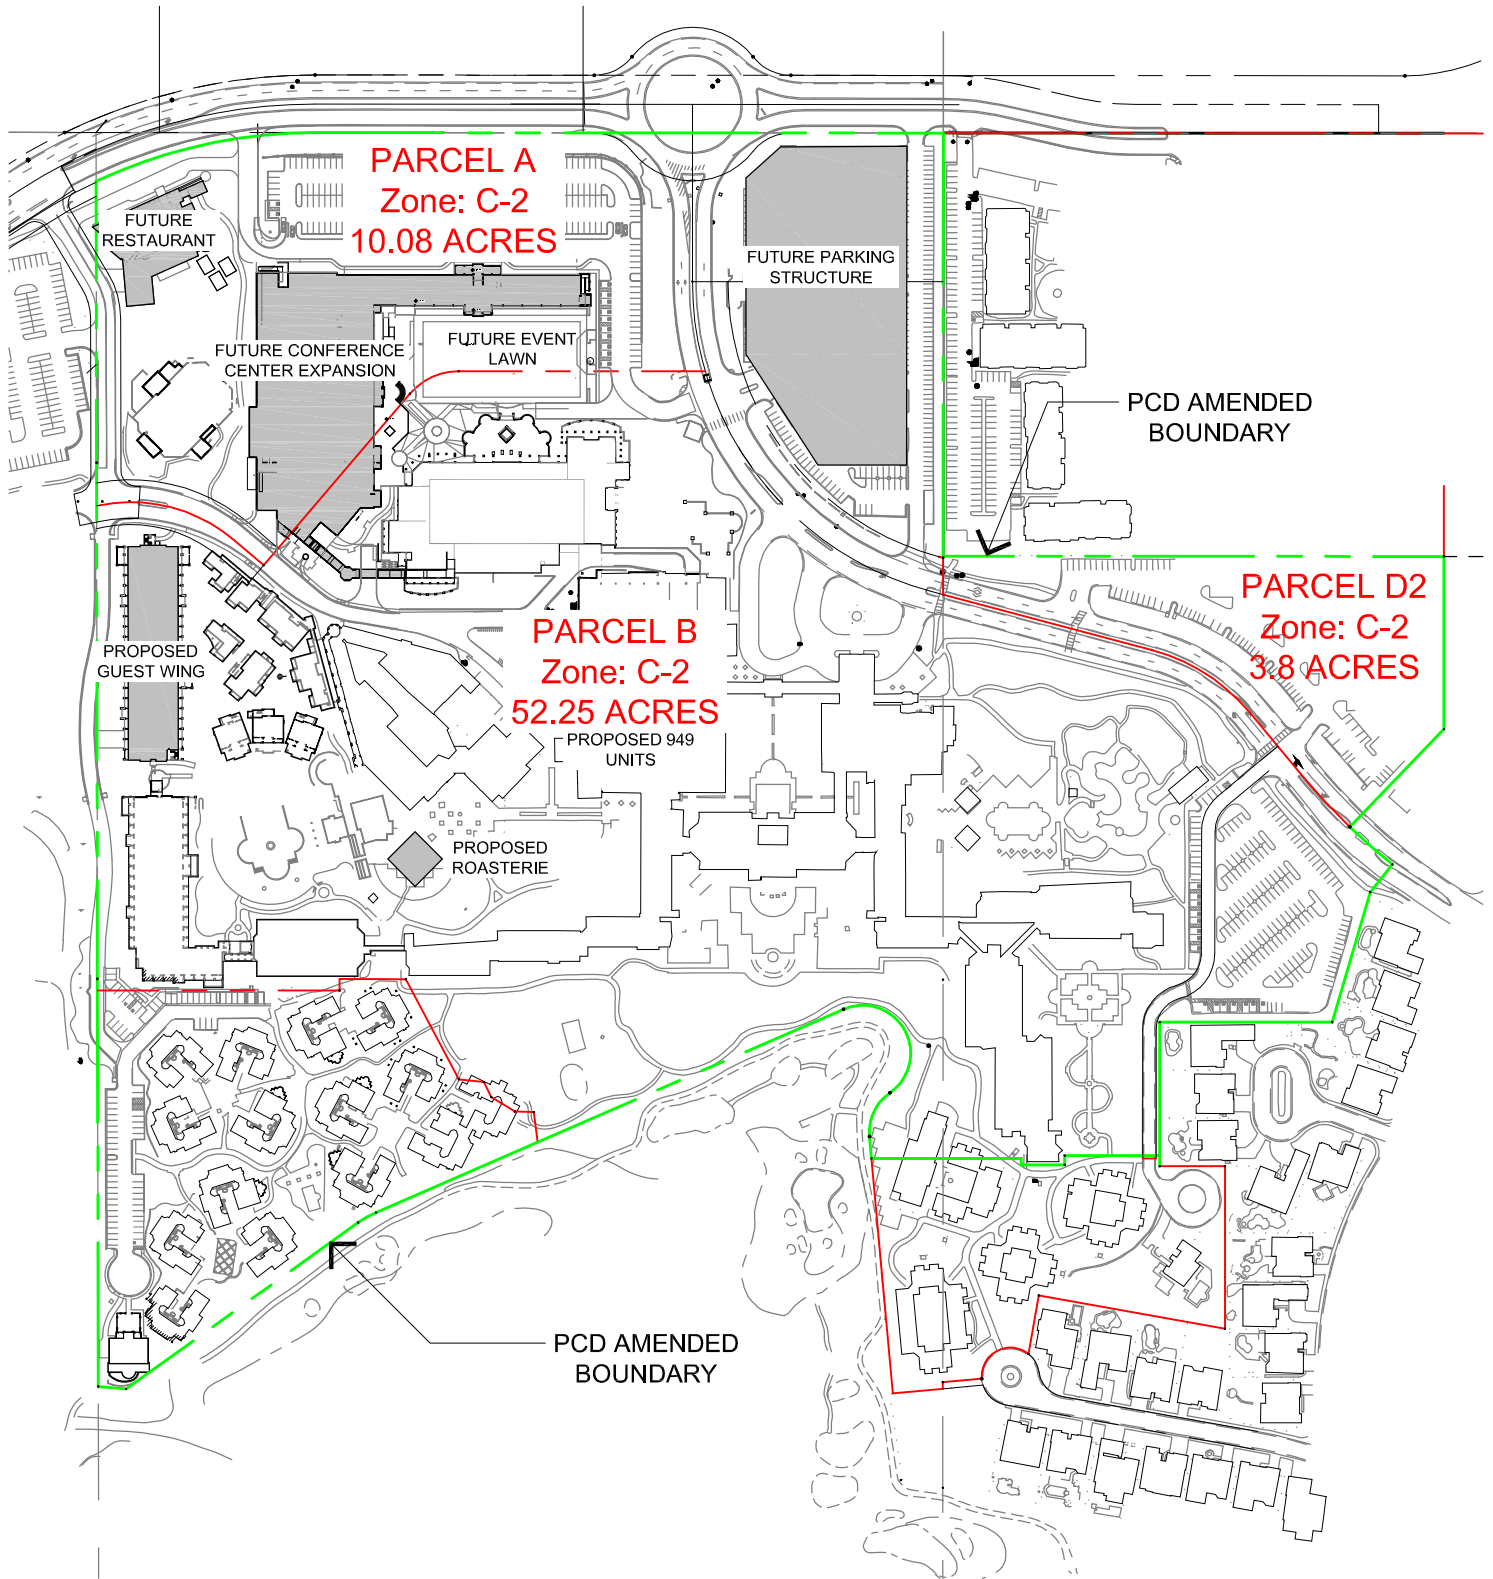 PARCEL A
Zone: C-2
10.08 ACRES
FUTURE
RESTAURANT
FUTURE PARKING
STRUCTURE
FUTURE EVENT
LAWN
FUTURE CONFERENCE
CENTER EXPANSION
PCD AMENDED
BOUNDARY
PARCEL D2
Zone: C-2
3.8 ACRES
PARCEL B
Zone: C-2
52.25 ACRES
PROPOSED 949
UNITS
PROPOSED
GUEST WING
PROPOSED
ROASTERIE
PCD AMENDED
BOUNDARY